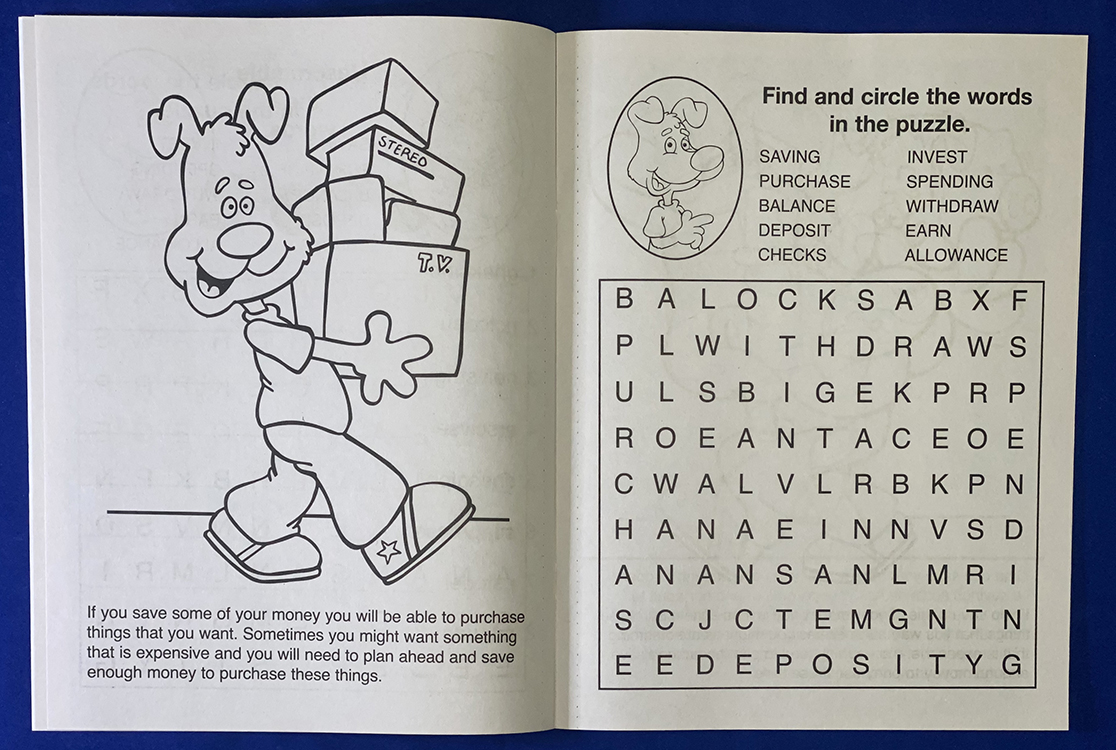 STEREO
T.V.
If you save some of your money you will be able to purchase
things that you want. Sometimes you might want something
that is expensive and you will need to plan ahead and save
enough money to purchase these things.
Find and circle the words
in the puzzle.
SAVING INVEST
PURCHASE SPENDING
BALANCE WITHDRAW
DEPOSIT EARN
CHECKS ALLOWANCE
B A L O C K S A B X F
P L W I T H D R A W S
U L S B I G E K P R P
R O E A N T A C E O E
C W A L V L R B K P N
H A N A E I N N V S D
A N A N S A N L M R I
S C J C T E M G N T N
E E D E P O S I T Y G